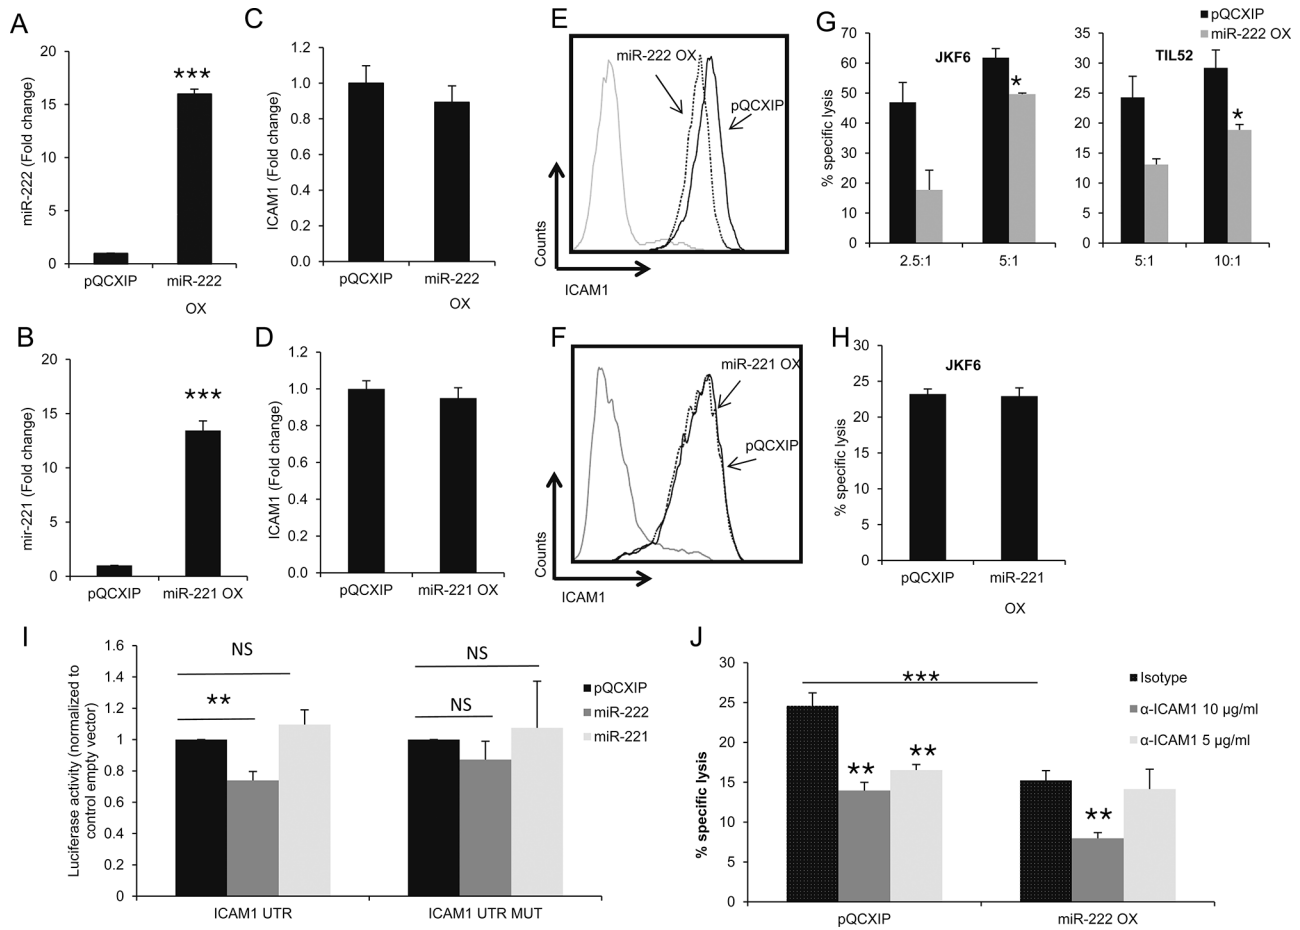 A
miR-222 (Fold change)
20
15
10
5
0
***
pQCXIP
miR-222
OX
C
ICAM1 (Fold change)
1.2
1.0
0.8
0.6
0.4
0.2
0.0
pQCXIP
miR-222
OX
E
miR-222 OX
pQCXIP
Counts
ICAM1
G
pQCXIP
miR-222 OX
% specific lysis
70
60
50
40
30
20
10
0
JKF6
*
2.5:1
5:1
35
30
25
20
15
10
5
0
TIL52
*
5:1
10:1
B
mir-221 (Fold change)
20
15
10
5
0
***
pQCXIP
miR-221 OX
D
ICAM1 (Fold change)
1.2
1.0
0.8
0.6
0.4
0.2
0.0
pQCXIP
miR-221 OX
F
miR-221 OX
pQCXIP
Counts
ICAM1
H
% specific lysis
30
25
20
15
10
5
0
JKF6
pQCXIP
miR-221
OX
I
Luciferase activity (normalized to
control empty vector)
1.6
1.4
1.2
1
0.8
0.6
0.4
0.2
0
NS
**
NS
NS
pQCXIP
miR-222
miR-221
ICAM1 UTR
ICAM1 UTR MUT
J
% specific lysis
30
25
20
15
10
5
0
***
**
**
**
Isotype
α-ICAM1 10 µg/ml
α-ICAM1 5 µg/ml
pQCXIP
miR-222 OX